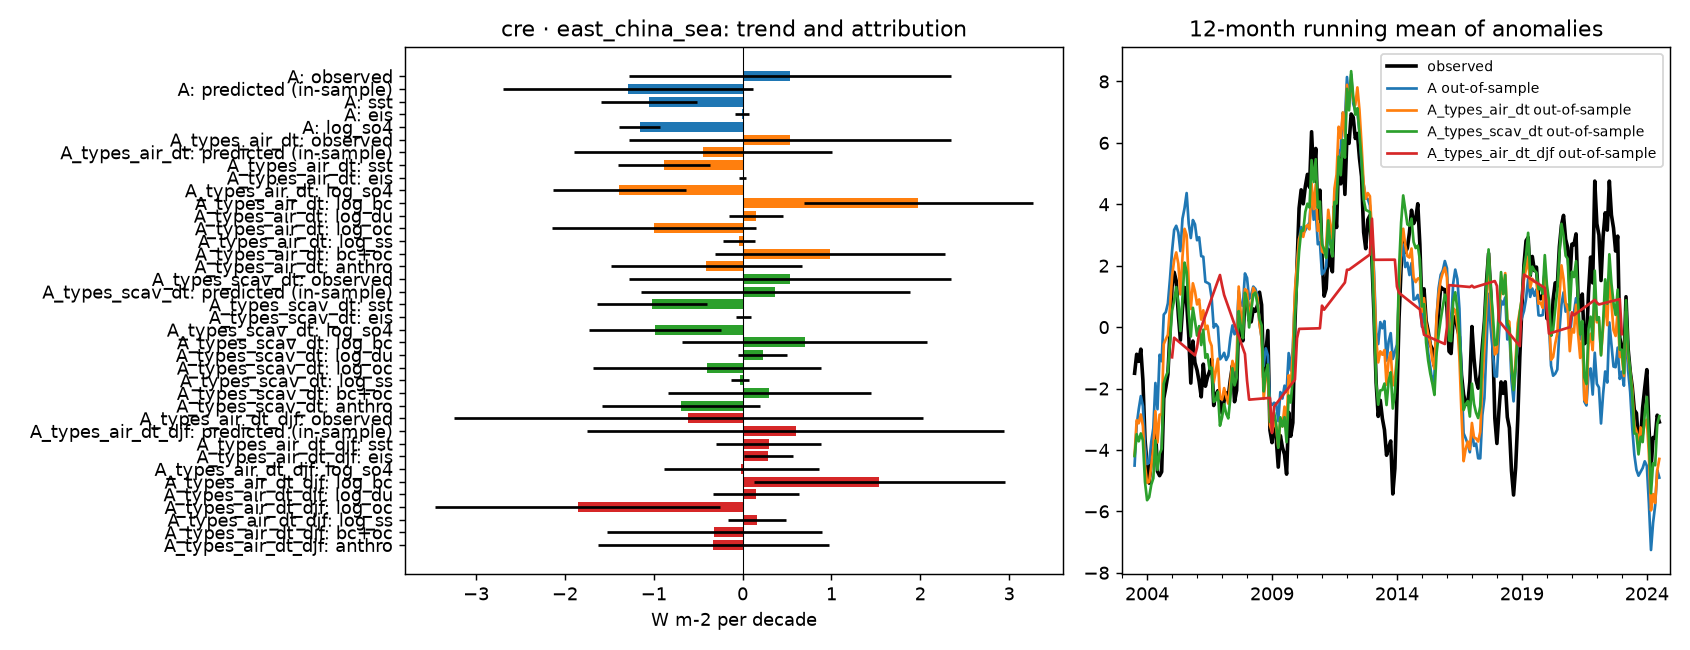 cre · east_china_sea: trend and attribution
A: observed
A: predicted (in-sample)
A: sst
A: eis
A: log_so4
A_types_air_dt: observed
A_types_air_dt: predicted (in-sample)
A_types_air_dt: sst
A_types_air_dt: eis
A_types_air_dt: log_so4
A_types_air_dt: log_bc
A_types_air_dt: log_du
A_types_air_dt: log_oc
A_types_air_dt: log_ss
A_types_air_dt: bc+oc
A_types_air_dt: anthro
A_types_scav_dt: observed
A_types_scav_dt: predicted (in-sample)
A_types_scav_dt: sst
A_types_scav_dt: eis
A_types_scav_dt: log_so4
A_types_scav_dt: log_bc
A_types_scav_dt: log_du
A_types_scav_dt: log_oc
A_types_scav_dt: log_ss
A_types_scav_dt: bc+oc
A_types_scav_dt: anthro
A_types_air_dt_djf: observed
A_types_air_dt_djf: predicted (in-sample)
A_types_air_dt_djf: sst
A_types_air_dt_djf: eis
A_types_air_dt_djf: log_so4
A_types_air_dt_djf: log_bc
A_types_air_dt_djf: log_du
A_types_air_dt_djf: log_oc
A_types_air_dt_djf: log_ss
A_types_air_dt_djf: bc+oc
A_types_air_dt_djf: anthro
−3 −2 −1 0 1 2 3
W m-2 per decade
12-month running mean of anomalies
observed
A out-of-sample
A_types_air_dt out-of-sample
A_types_scav_dt out-of-sample
A_types_air_dt_djf out-of-sample
8
6
4
2
0
−2
−4
−6
−8
2004 2009 2014 2019 2024